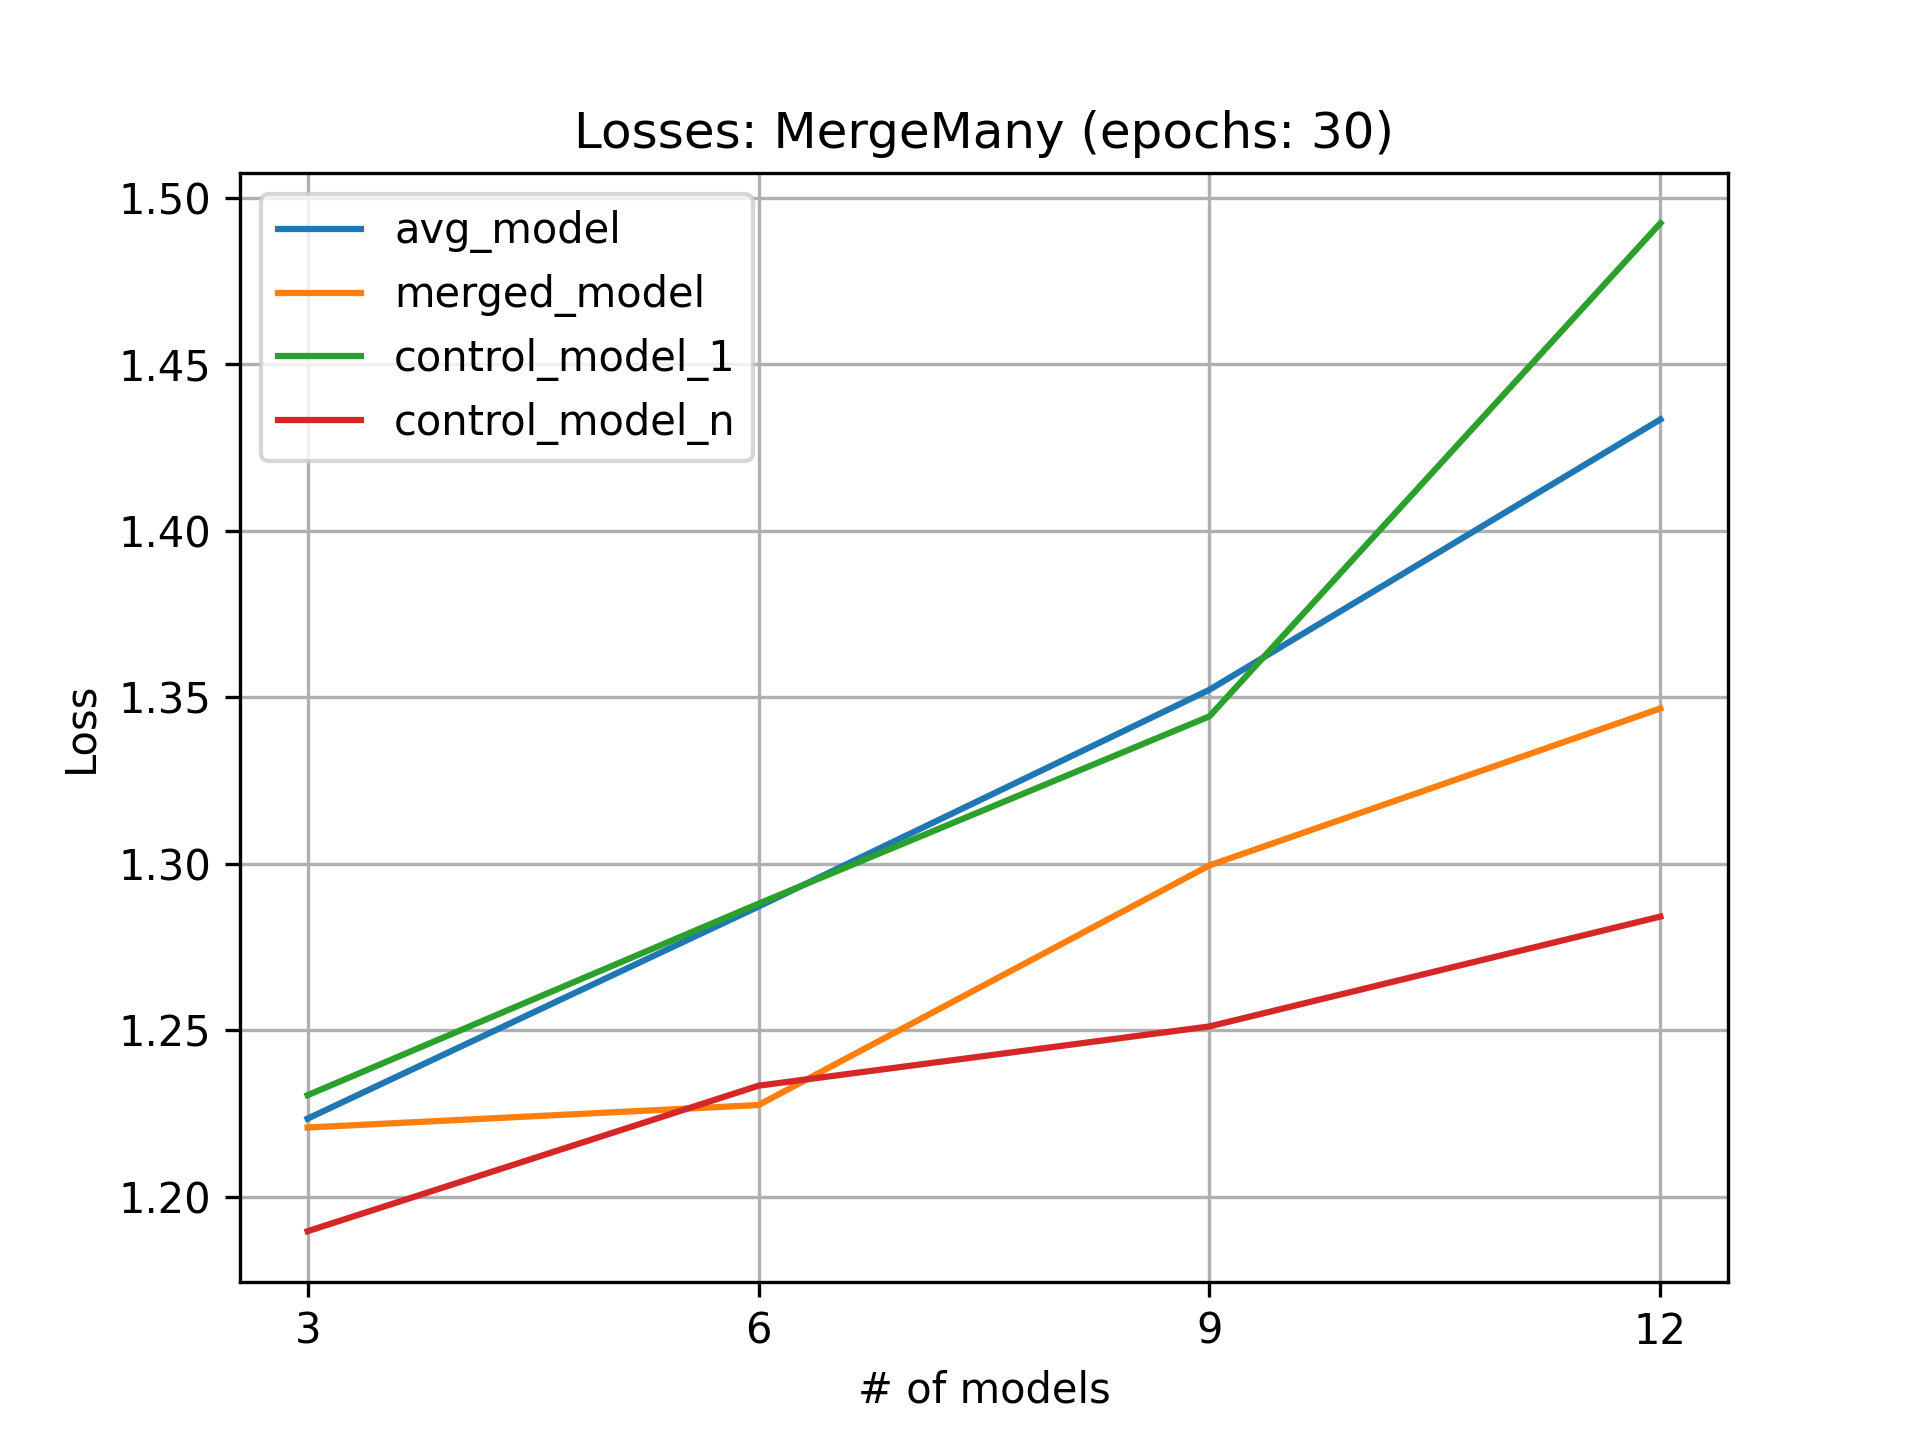 Losses: MergeMany (epochs: 30)
1.50
1.45
1.40
1.35
1.30
1.25
1.20
Loss
avg_model
merged_model
control_model_1
control_model_n
3
6
9
12
# of models